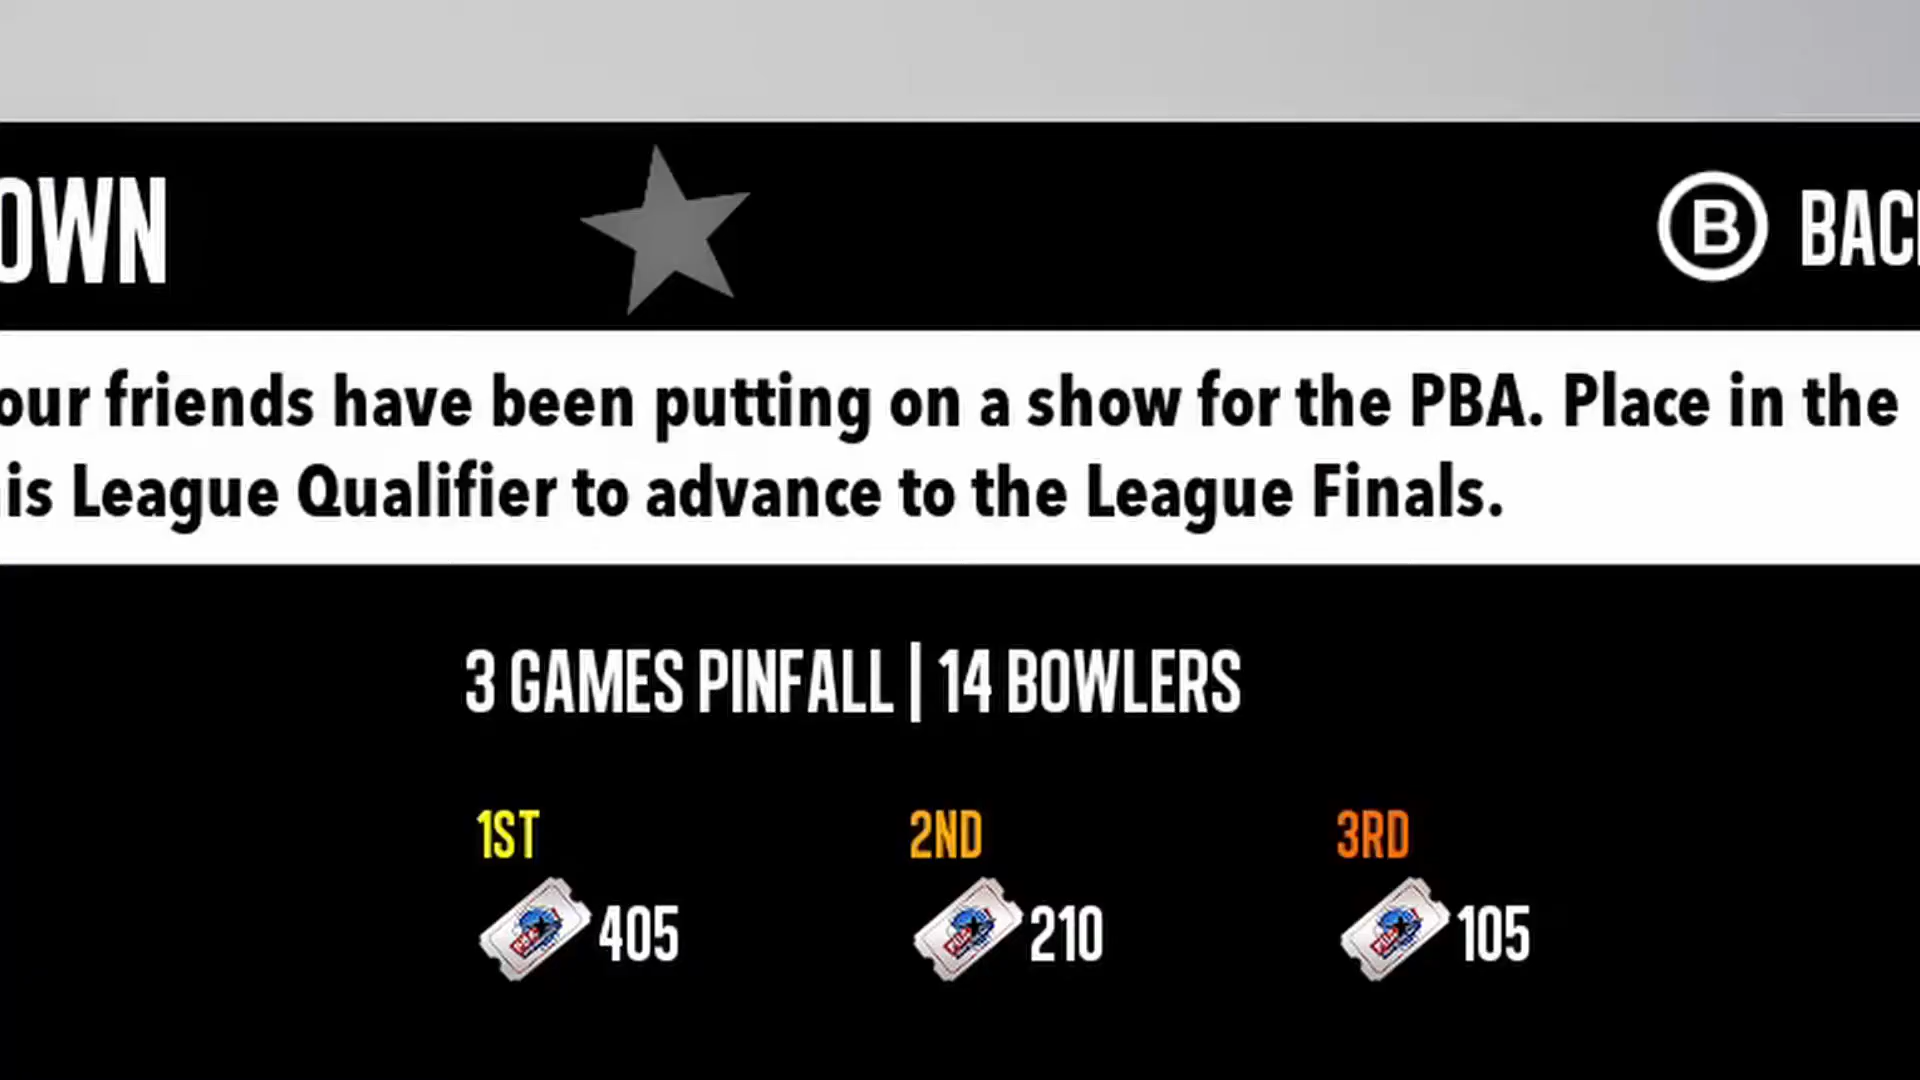 OWN
B BAC
our friends have been putting on a show for the PBA. Place in the
is League Qualifier to advance to the League Finals.
3 GAMES PINFALL | 14 BOWLERS
1ST 2ND 3RD
405 210 105